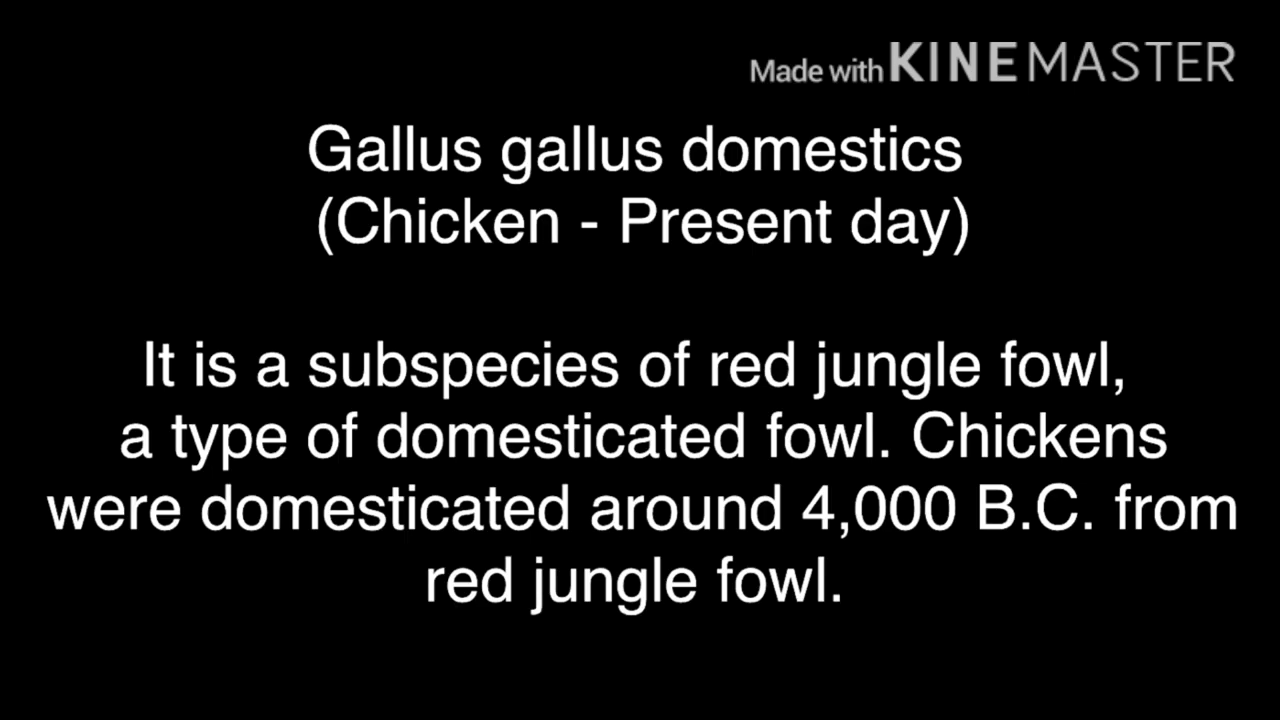 Made with KINEMASTER
Gallus gallus domestics
(Chicken - Present day)
It is a subspecies of red jungle fowl,
a type of domesticated fowl. Chickens
were domesticated around 4,000 B.C. from
red jungle fowl.